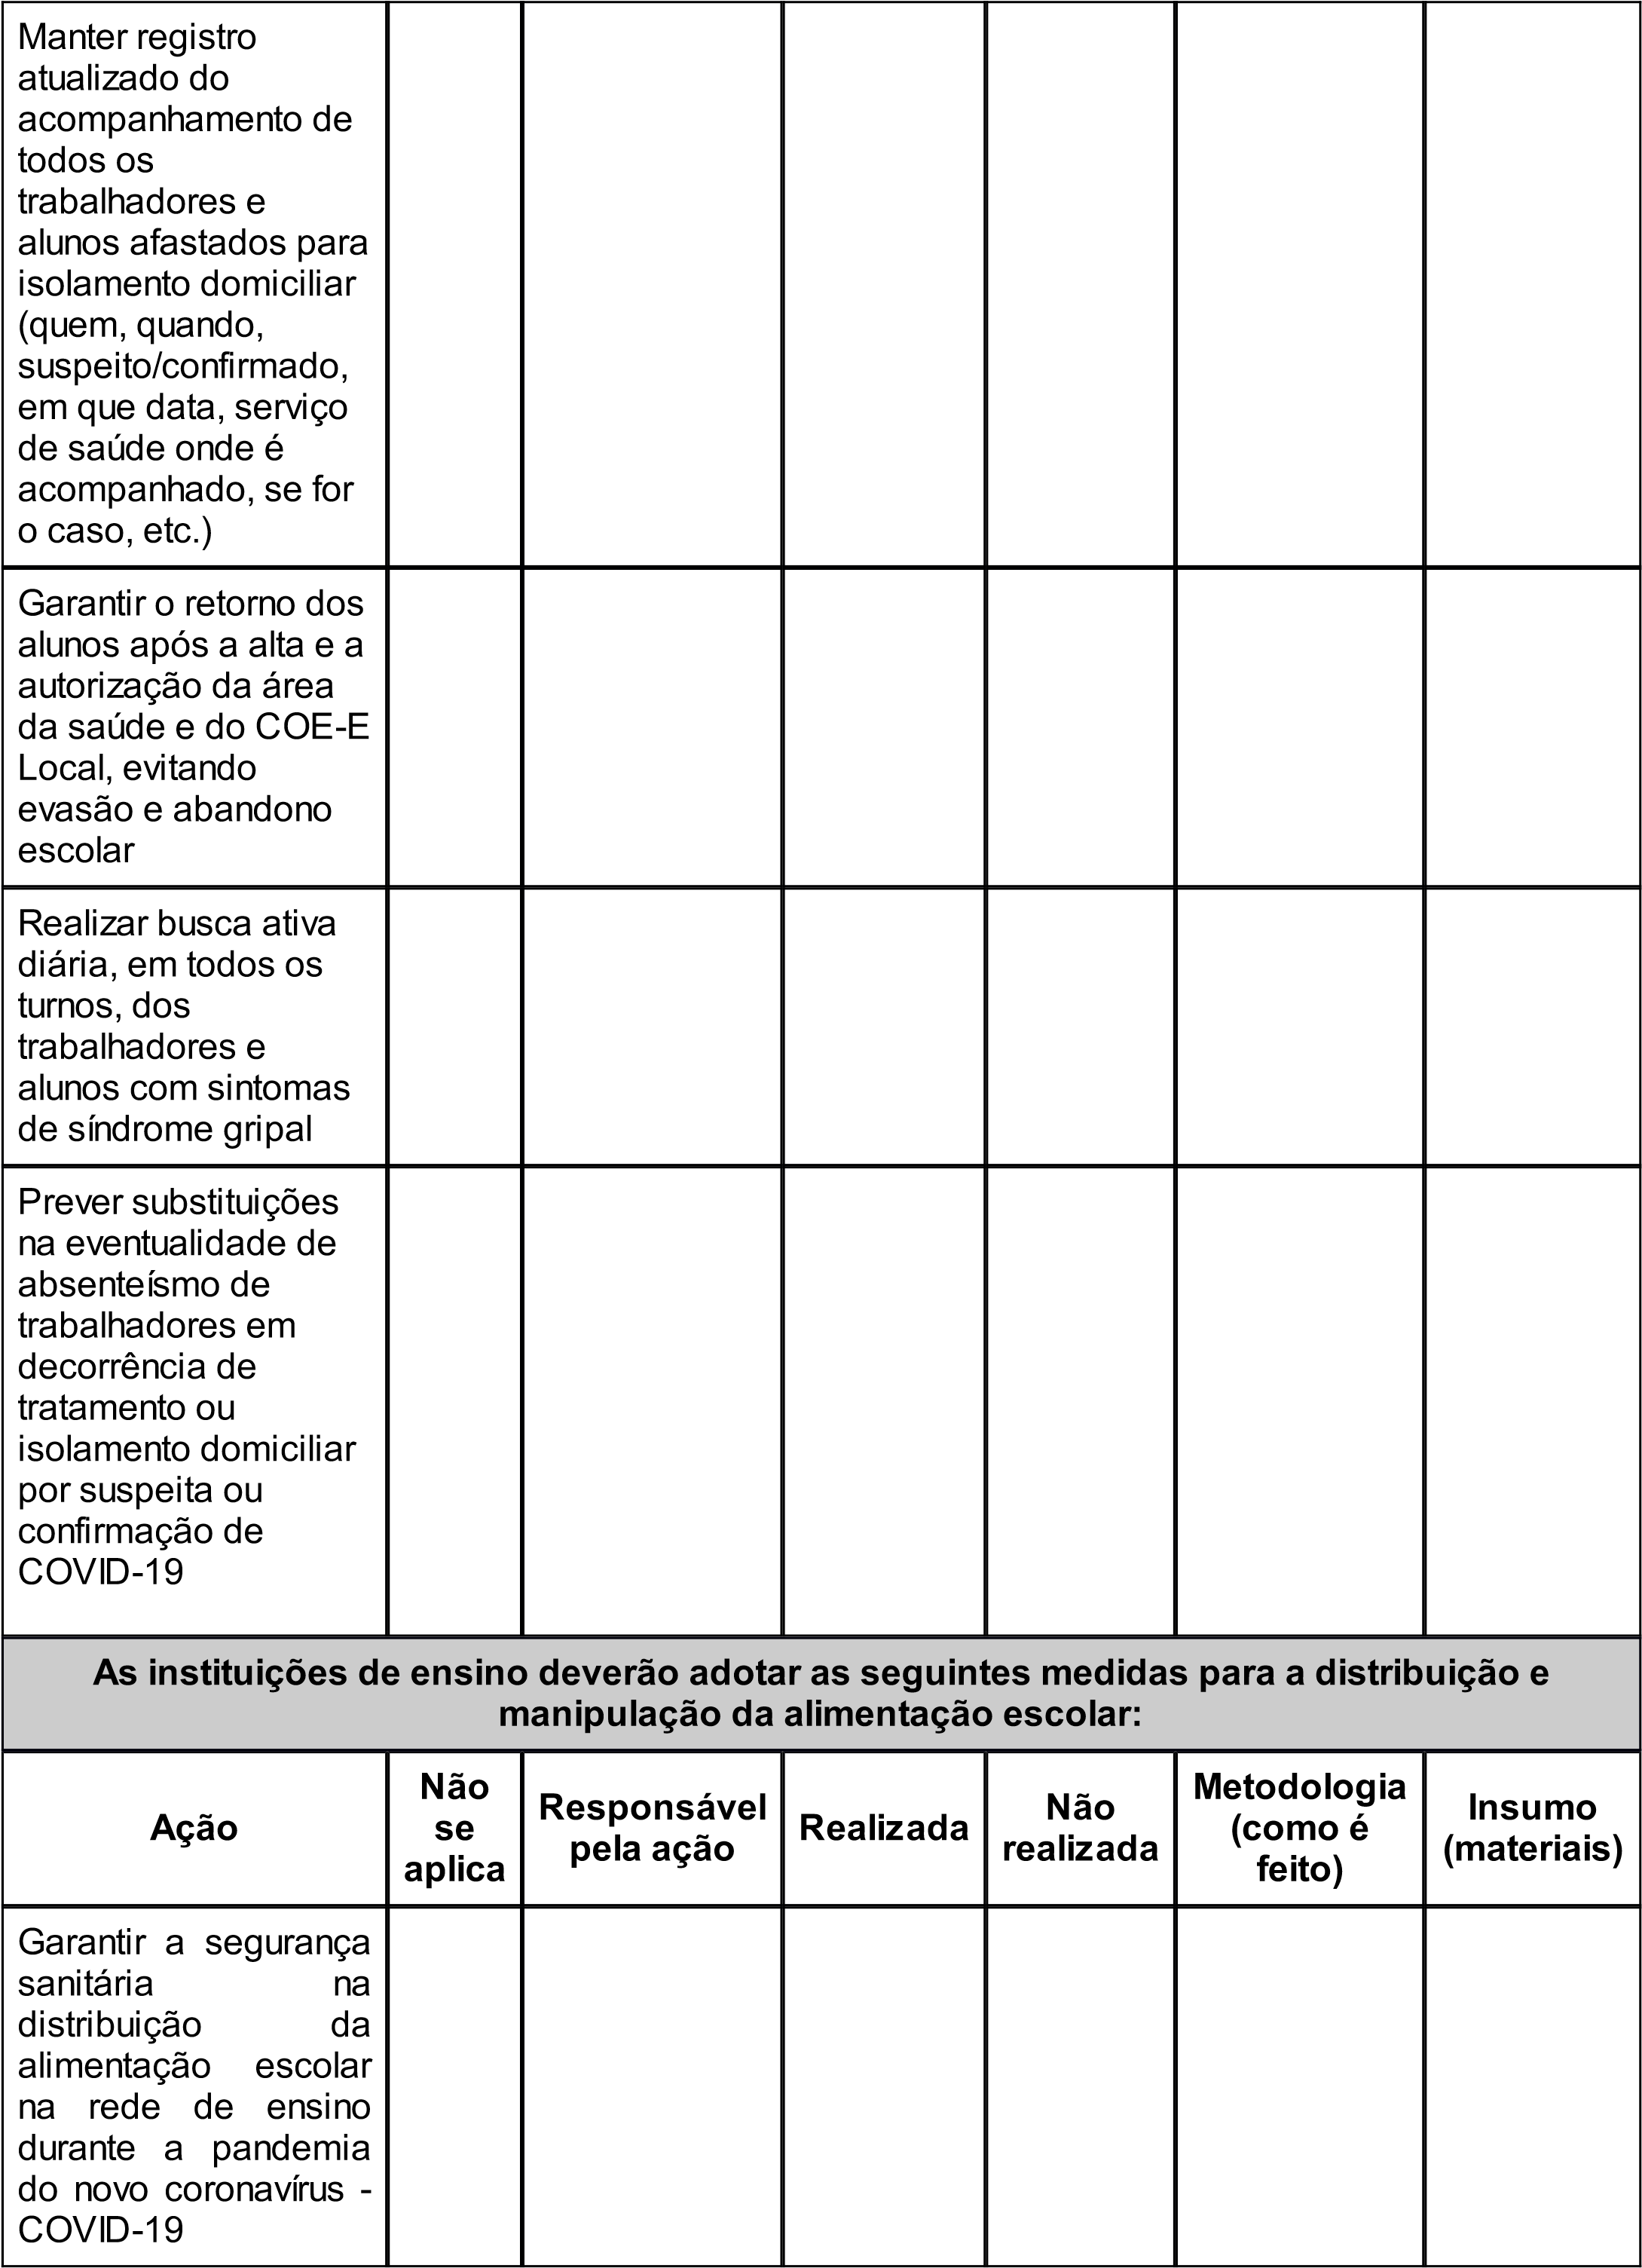 Manter registro
atualizado do
acompanhamento de
todos os
trabalhadores e
alunos afastados para
isolamento domiciliar
(quem, quando,
suspeito/confirmado,
em que data, serviço
de saúde onde é
acompanhado, se for
o caso, etc.)
Garantir o retorno dos
alunos após a alta e a
autorização da área
da saúde e do COE-E
Local, evitando
evasão e abandono
escolar
Realizar busca ativa
diária, em todos os
turnos, dos
trabalhadores e
alunos com sintomas
de síndrome gripal
Prever substituições
na eventualidade de
absenteísmo de
trabalhadores em
decorrência de
tratamento ou
isolamento domiciliar
por suspeita ou
confirmação de
COVID-19
As instituições de ensino deverão adotar as seguintes medidas para a distribuição e
manipulação da alimentação escolar:
Ação
Não
se
aplica
Responsável
pela ação
Realizada
Não
realizada
Metodologia
(como é
feito)
Insumo
(materiais)
Garantir a segurança
sanitária na
distribuição da
alimentação escolar
na rede de ensino
durante a pandemia
do novo coronavírus -
COVID-19